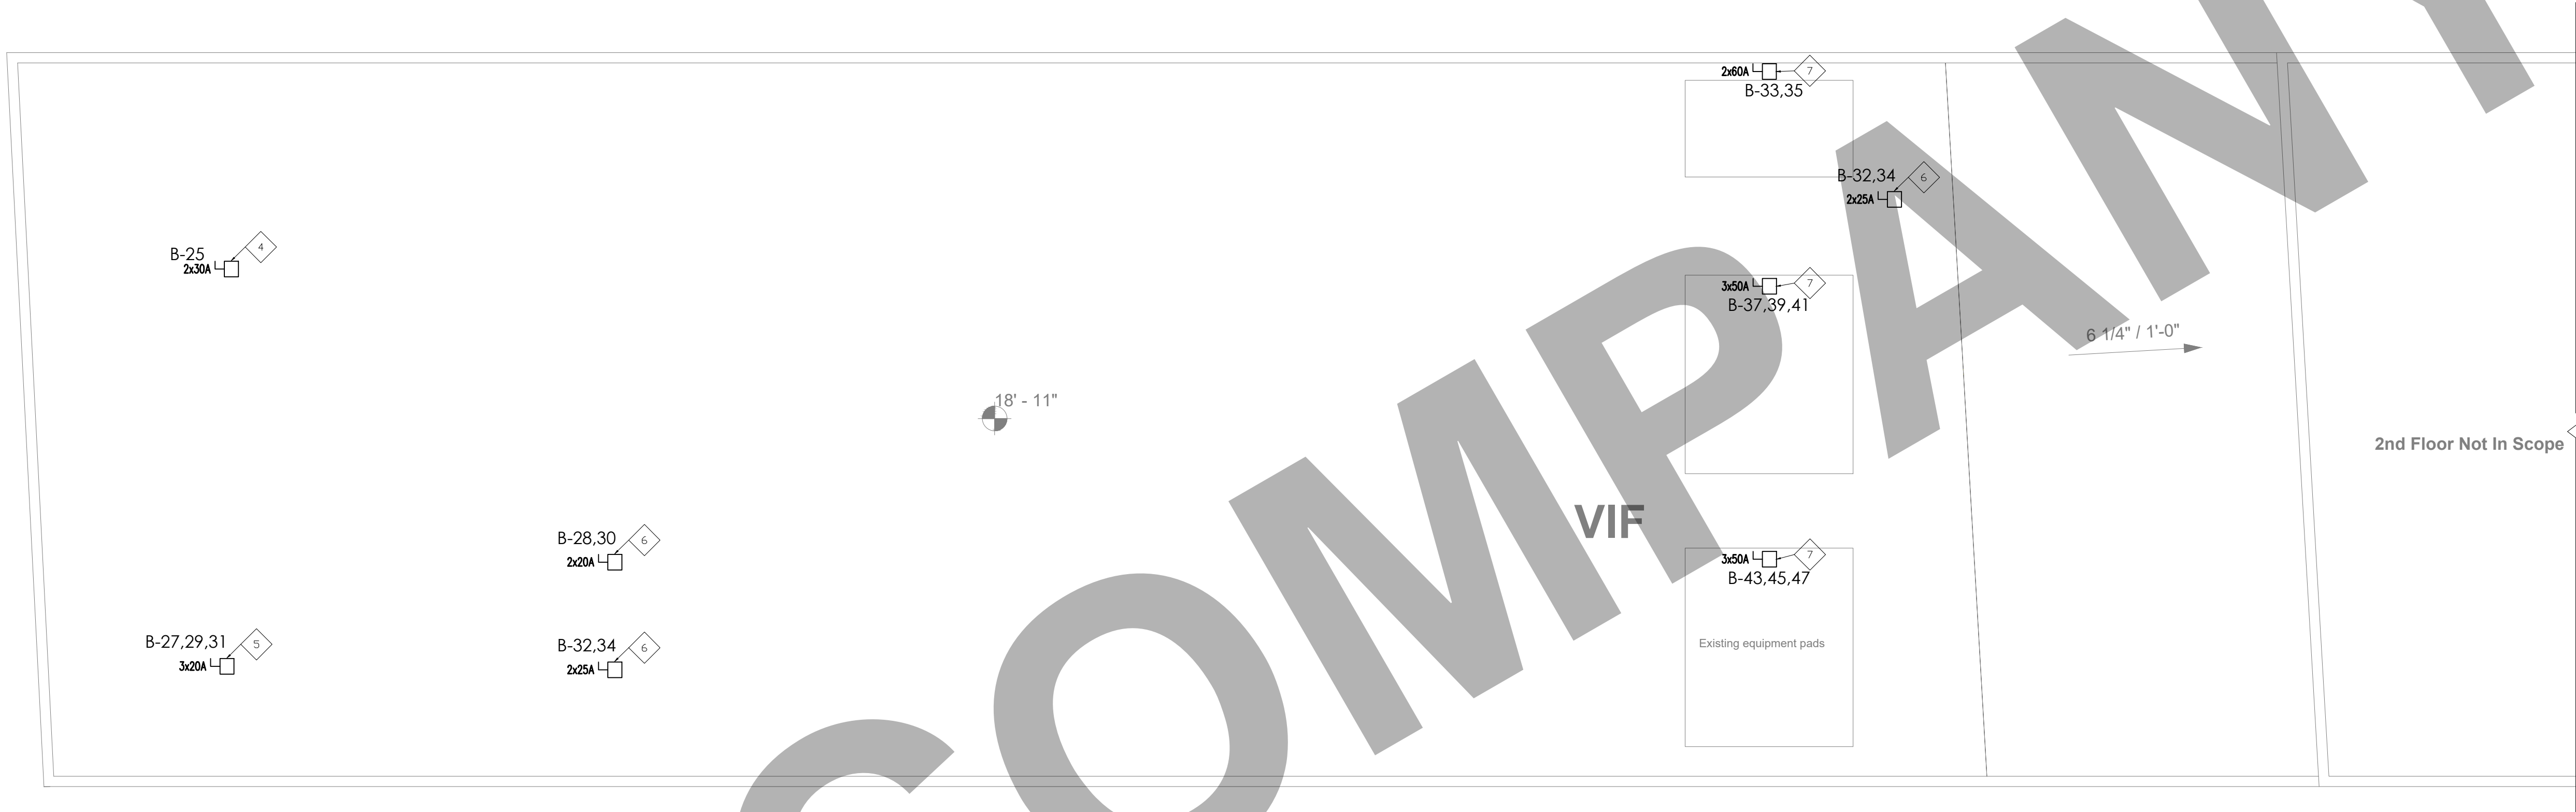 2x60A
7
B-33,35
B-32,34
6
2x25A
B-25
4
2x30A
3x50A
7
B-37,39,41
6 1/4" / 1'-0"
18' - 11"
2nd Floor Not In Scope
VIF
B-28,30
6
2x20A
3x50A
7
B-43,45,47
B-27,29,31
5
3x20A
B-32,34
6
2x25A
Existing equipment pads
COMPANY